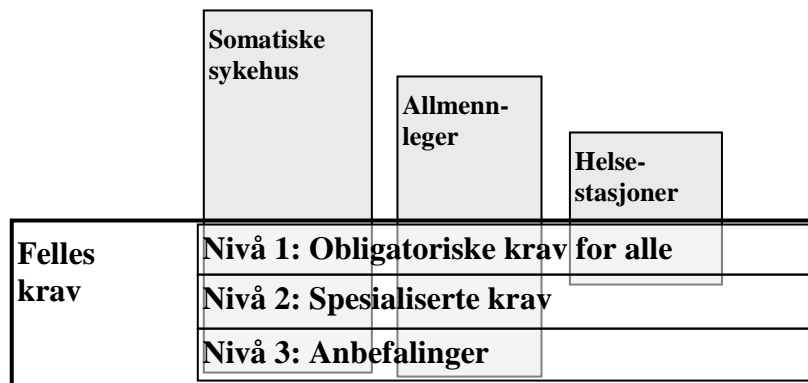 Somatiske
sykehus
Allmenn-
leger
Helse-
stasjoner
Felles
krav
Nivå 1: Obligatoriske krav for alle
Nivå 2: Spesialiserte krav
Nivå 3: Anbefalinger